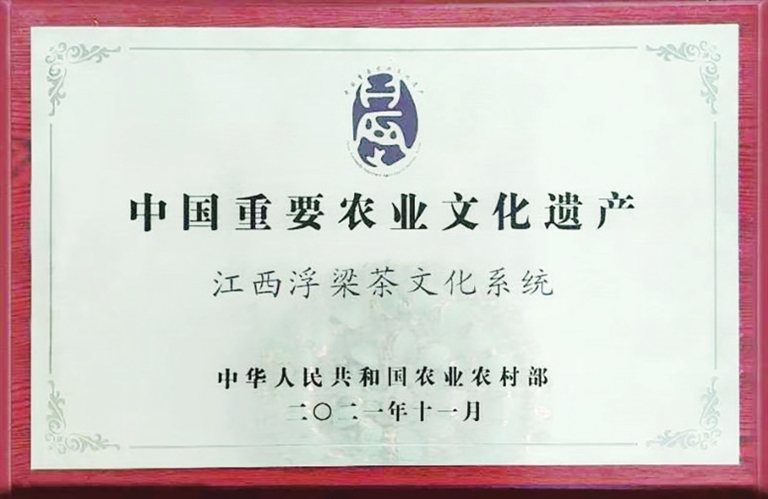 中国重要农业文化遗产
江西浮梁茶文化系统
中华人民共和国农业农村部
二〇二一年十一月